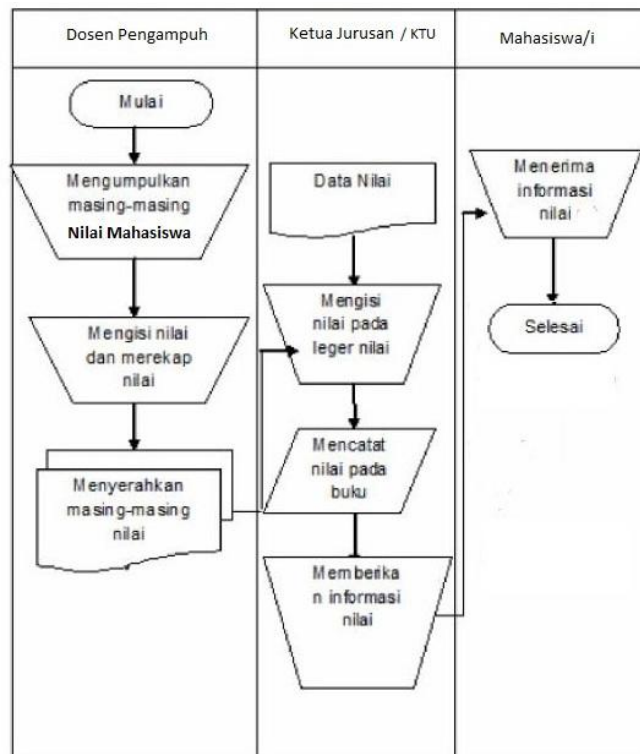 Dosen Pengampuh
Ketua Jurusan / KTU
Mahasiswa/i
Mulai
Mengumpulkan
masing-masing
Nilai Mahasiswa
Mengisi nilai
dan merekap
nilai
Menyerahkan
masing-masing
nilai
Data Nilai
Mengisi
nilai pada
leger nilai
Mencatat
nilai pada
buku
Memberika
n informasi
nilai
Menerima
informasi
nilai
Selesai